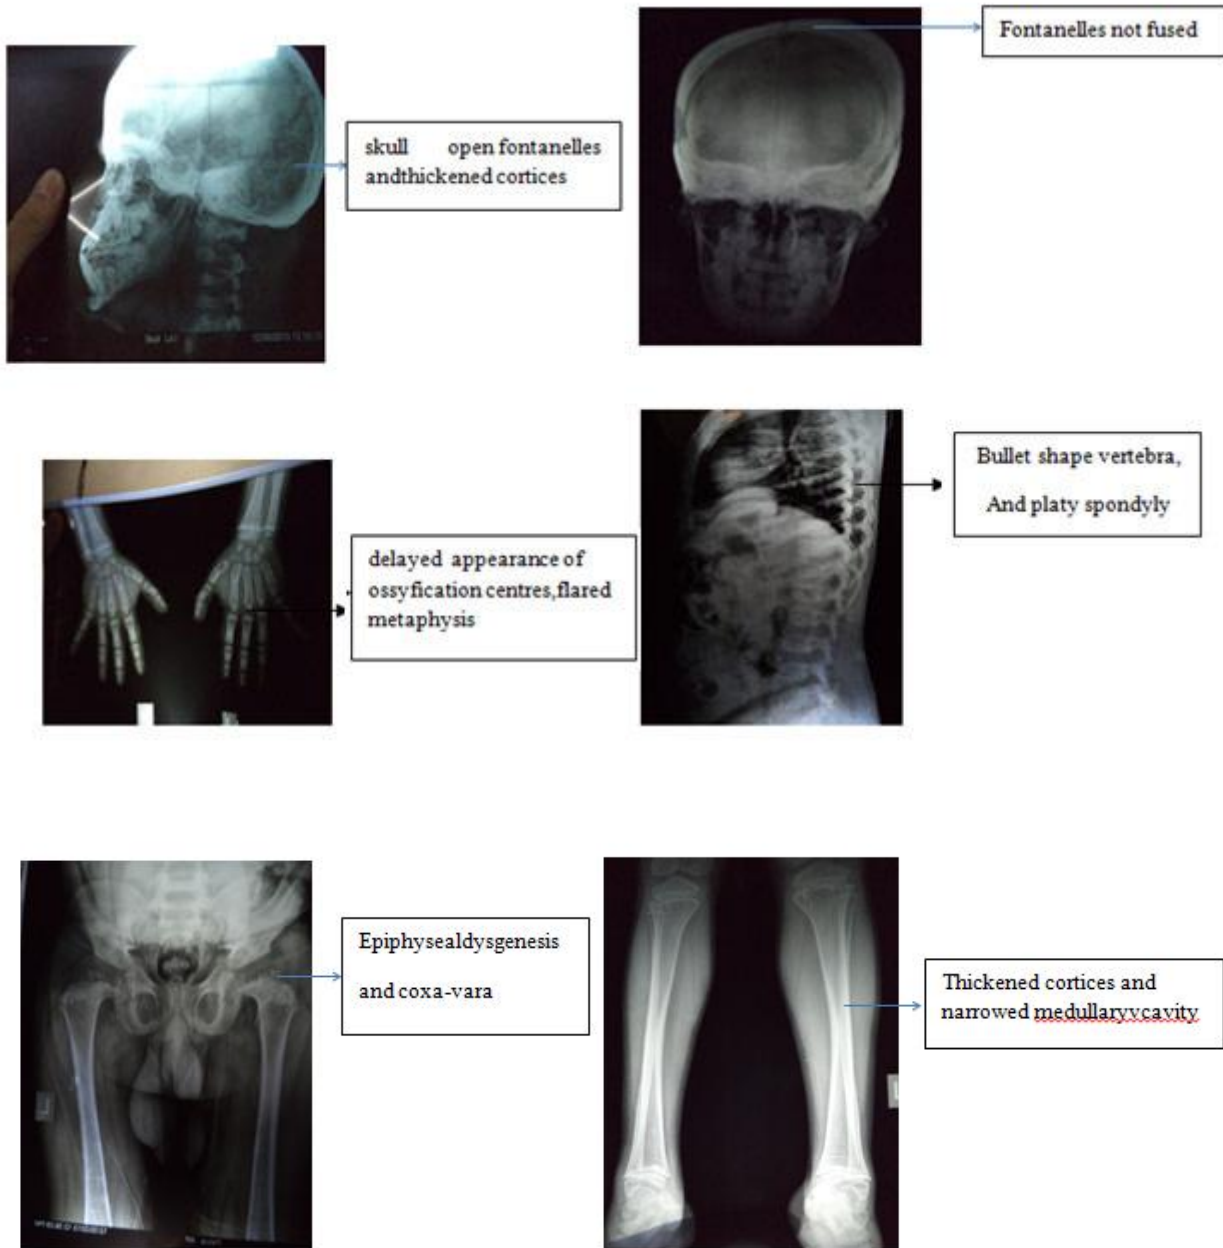 Fontanelles not fused
skull open fontanelles
andthickened cortices
Bullet shape vertebra,
And platy spondyly
delayed appearance of
ossyfication centres,flared
metaphysis
Epiphysealdysgenesis
and coxa-vara
Thickened cortices and
narrowed medullaryvcavity
L